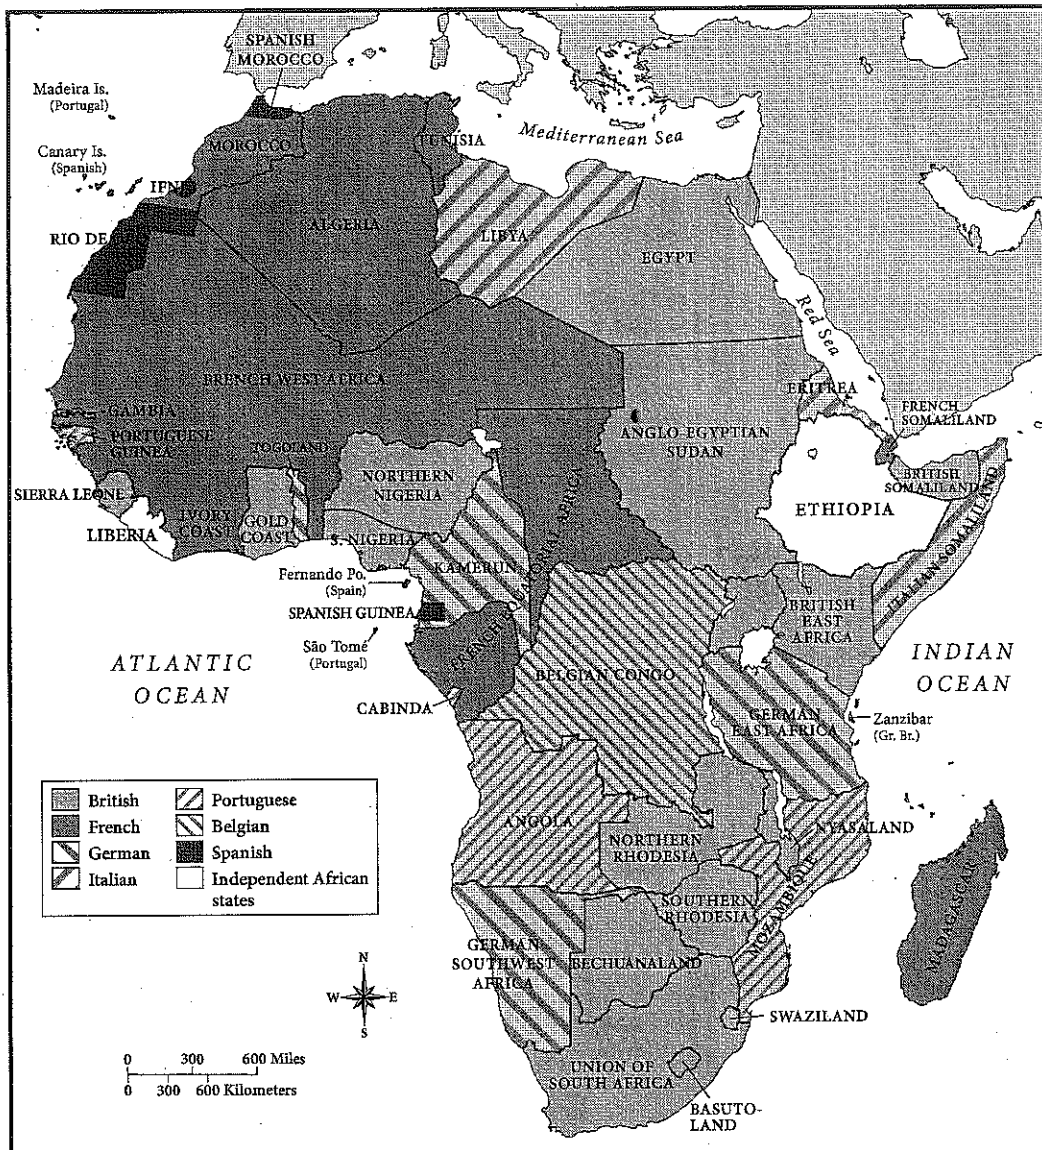 SPANISH
MOROCCO
Madeira Is.
(Portugal)
Mediterranean Sea
TUNISIA
MOROCCO
Canary Is.
(Spanish)
IFNI
ALGERIA
LIBYA
RIO DE
EGYPT
Red Sea
FRENCH WEST AFRICA
ERITREA
GAMBIA
FRENCH
SOMALILAND
PORTUGUESE
GUINEA
TOGOLAND
ANGLO-EGYPTIAN
SUDAN
NORTHERN
NIGERIA
BRITISH
SOMALILAND
SIERRA LEONE
IVORY
COAST
GOLD
COAST
ETHIOPIA
LIBERIA
S. NIGERIA
KAMERUN
FRENCH EQUATORIAL AFRICA
ITALIAN SOMALILAND
Fernando Po.
(Spain)
SPANISH GUINEA
BRITISH
EAST
AFRICA
São Tomé
(Portugal)
ATLANTIC
OCEAN
INDIAN
OCEAN
BELGIAN CONGO
CABINDA
GERMAN
EAST AFRICA
Zanzibar
(Gr. Br.)
British
French
German
Italian
Portuguese
Belgian
Spanish
Independent African
states
ANGOLA
NYASALAND
NORTHERN
RHODESIA
SOUTHERN
RHODESIA
MOZAMBIQUE
MADAGASCAR
GERMAN
SOUTHWEST
AFRICA
BECHUANALAND
N
W E
S
SWAZILAND
0 300 600 Miles
0 300 600 Kilometers
UNION OF
SOUTH AFRICA
BASUTO-
LAND